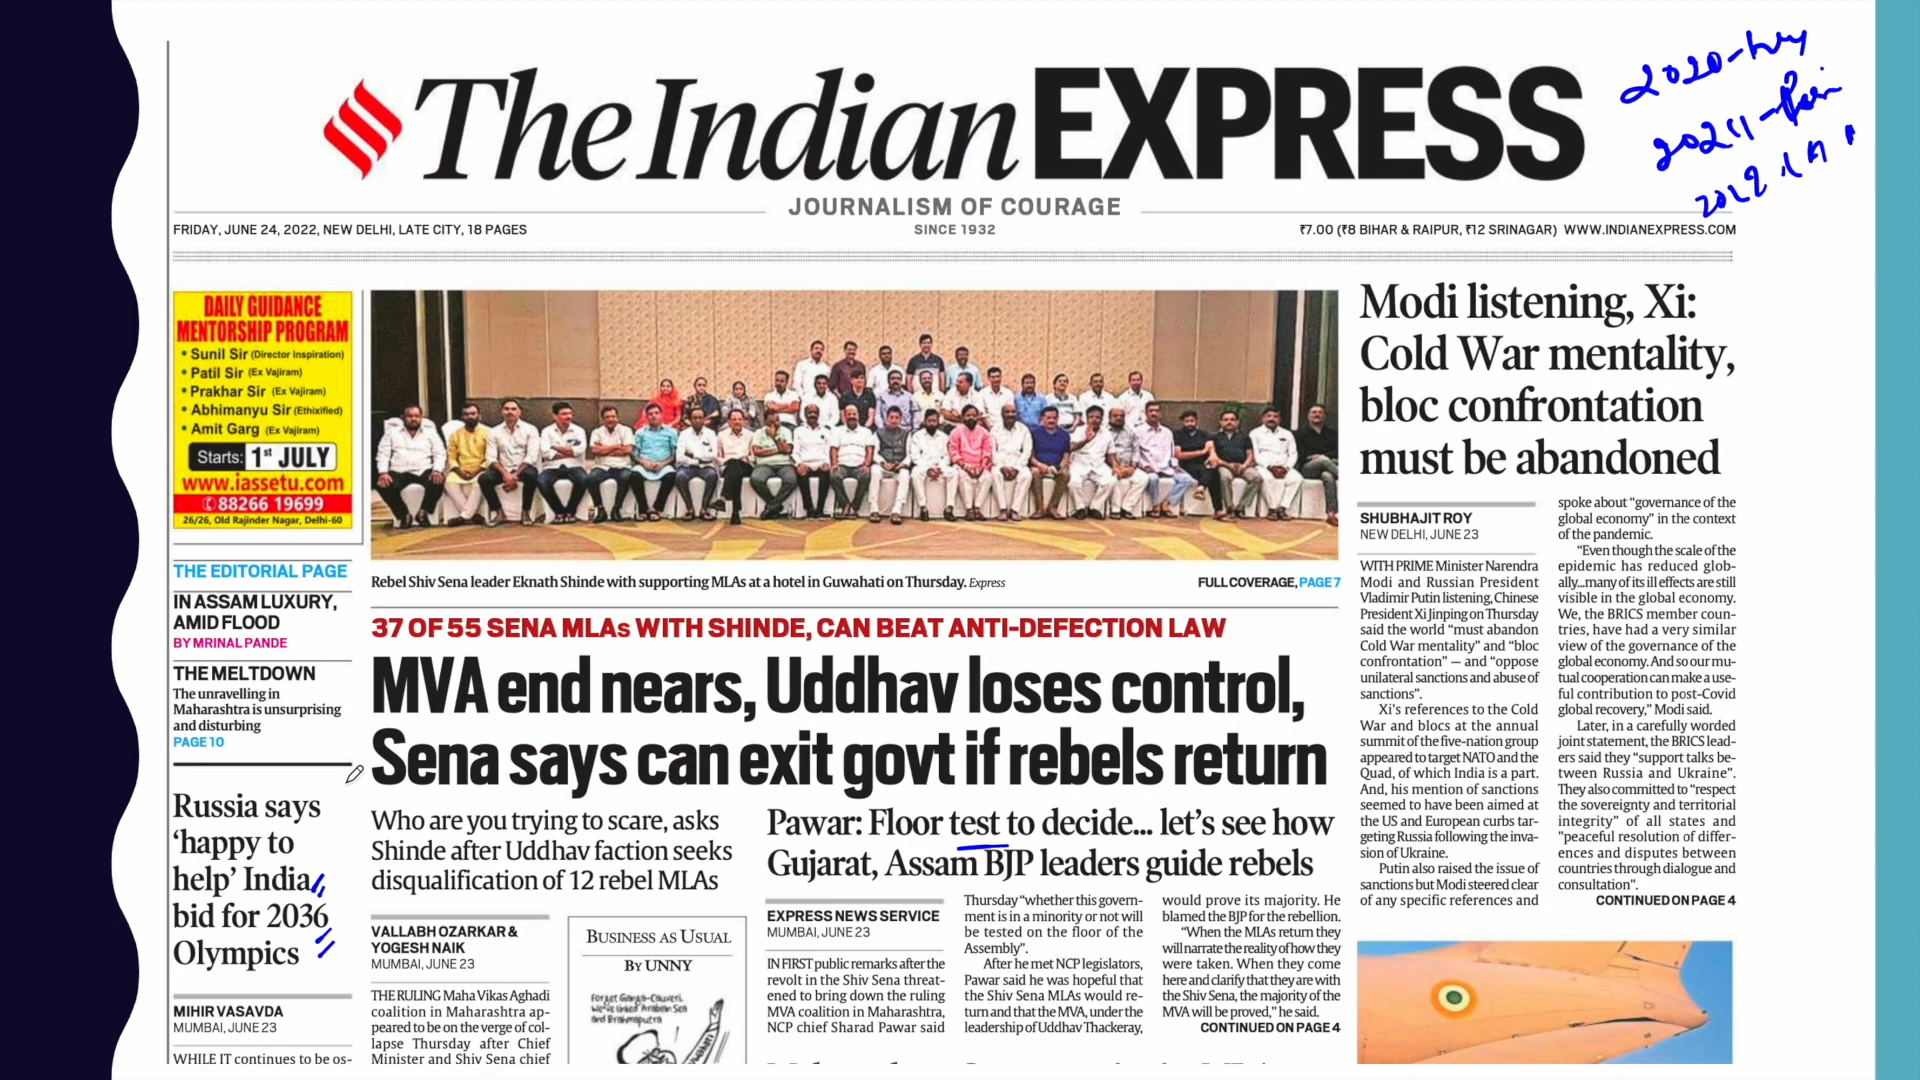 The Indian EXPRESS
JOURNALISM OF COURAGE
SINCE 1932
FRIDAY, JUNE 24, 2022, NEW DELHI, LATE CITY, 18 PAGES
₹7.00 (₹8 BIHAR & RAIPUR, ₹12 SRINAGAR) WWW.INDIANEXPRESS.COM
2020-
DAILY GUIDANCE
MENTORSHIP PROGRAM
• Sunil Sir (Director Inspiration)
• Patil Sir (Ex Vajiram)
• Prakhar Sir (Ex Vajiram)
• Abhimanyu Sir (Ethixified)
• Amit Garg (Ex Vajiram)
Starts: 1st JULY
www.iassetu.com
88266 19699
26/26, Old Rajinder Nagar, Delhi-60
THE EDITORIAL PAGE
IN ASSAM LUXURY,
AMID FLOOD
BY MRINAL PANDE
THE MELTDOWN
The unravelling in
Maharashtra is unsurprising
and disturbing
PAGE 10
Russia says
‘happy to
help’ India
bid for 2036
Olympics
MIHIR VASAVDA
MUMBAI, JUNE 23
WHILE IT continues to be os-
Rebel Shiv Sena leader Eknath Shinde with supporting MLAs at a hotel in Guwahati on Thursday. Express
FULL COVERAGE, PAGE 7
37 OF 55 SENA MLAs WITH SHINDE, CAN BEAT ANTI-DEFECTION LAW
MVA end nears, Uddhav loses control,
Sena says can exit govt if rebels return
Who are you trying to scare, asks
Shinde after Uddhav faction seeks
disqualification of 12 rebel MLAs
VALLABH OZARKAR &
YOGESH NAIK
MUMBAI, JUNE 23
THE RULING Maha Vikas Aghadi
coalition in Maharashtra ap-
peared to be on the verge of col-
lapse Thursday after Chief
Minister and Shiv Sena chief
BUSINESS AS USUAL
BY UNNY
Forget Ganga-Cauvery.
We've linked Arabian Sea
and Brahmaputra
Pawar: Floor test to decide... let’s see how
Gujarat, Assam BJP leaders guide rebels
EXPRESS NEWS SERVICE
MUMBAI, JUNE 23
IN FIRST public remarks after the
revolt in the Shiv Sena threat-
ened to bring down the ruling
MVA coalition in Maharashtra,
NCP chief Sharad Pawar said
Thursday “whether this govern-
ment is in a minority or not will
be tested on the floor of the
Assembly”.
After he met NCP legislators,
Pawar said he was hopeful that
the Shiv Sena MLAs would re-
turn and that the MVA, under the
leadership of Uddhav Thackeray,
would prove its majority. He
blamed the BJP for the rebellion.
“When the MLAs return they
will narrate the reality of how they
were taken. When they come
here and clarify that they are with
the Shiv Sena, the majority of the
MVA will be proved,” he said.
CONTINUED ON PAGE 4
Modi listening, Xi:
Cold War mentality,
bloc confrontation
must be abandoned
SHUBHAJIT ROY
NEW DELHI, JUNE 23
WITH PRIME Minister Narendra
Modi and Russian President
Vladimir Putin listening, Chinese
President Xi Jinping on Thursday
said the world “must abandon
Cold War mentality” and “bloc
confrontation” — and “oppose
unilateral sanctions and abuse of
sanctions”.
Xi’s references to the Cold
War and blocs at the annual
summit of the five-nation group
appeared to target NATO and the
Quad, of which India is a part.
And, his mention of sanctions
seemed to have been aimed at
the US and European curbs tar-
geting Russia following the inva-
sion of Ukraine.
Putin also raised the issue of
sanctions but Modi steered clear
of any specific references and
spoke about “governance of the
global economy” in the context
of the pandemic.
“Even though the scale of the
epidemic has reduced glob-
ally...many of its ill effects are still
visible in the global economy.
We, the BRICS member coun-
tries, have had a very similar
view of the governance of the
global economy. And so our mu-
tual cooperation can make a use-
ful contribution to post-Covid
global recovery,” Modi said.
Later, in a carefully worded
joint statement, the BRICS lead-
ers said they “support talks be-
tween Russia and Ukraine”.
They also committed to “respect
the sovereignty and territorial
integrity” of all states and
“peaceful resolution of differ-
ences and disputes between
countries through dialogue and
consultation”.
CONTINUED ON PAGE 4